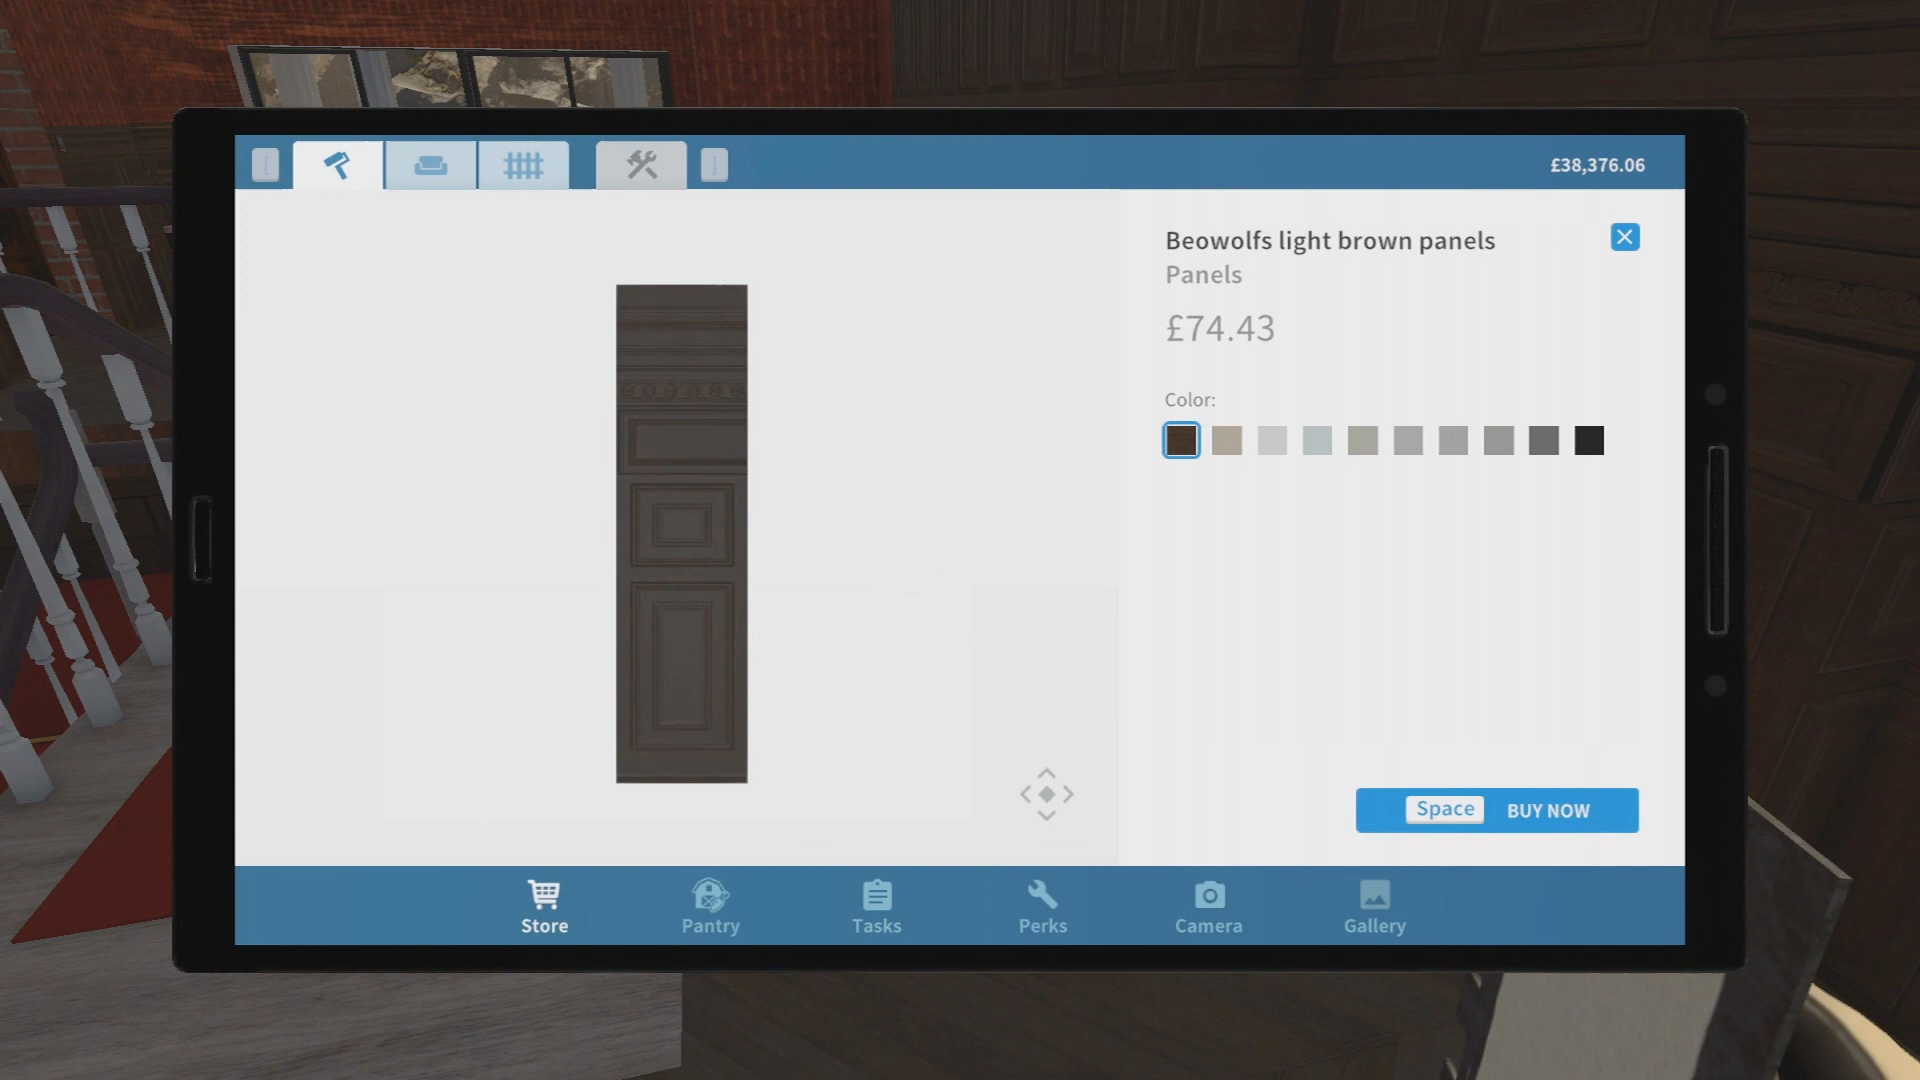 [
]
£38,376.06
Beowolfs light brown panels
Panels
£74.43
Color:
Space BUY NOW
Store
Pantry
Tasks
Perks
Camera
Gallery